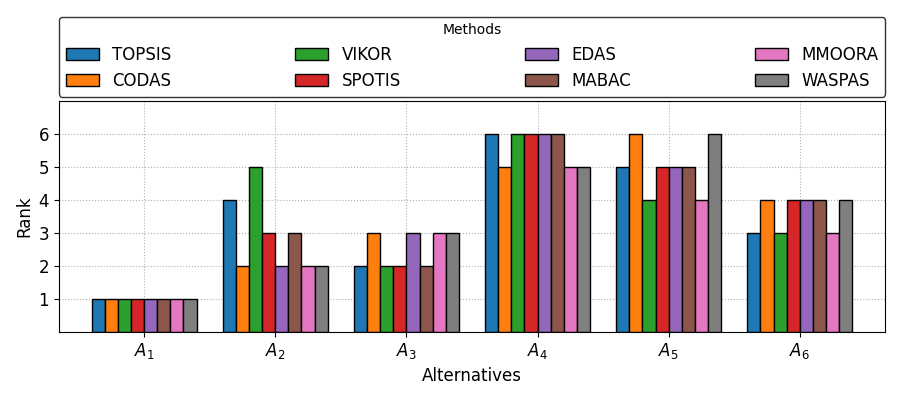 Methods
TOPSIS VIKOR EDAS MMOORA
CODAS SPOTIS MABAC WASPAS
6
5
4
3
2
1
Rank
A₁ A₂ A₃ A₄ A₅ A₆
Alternatives